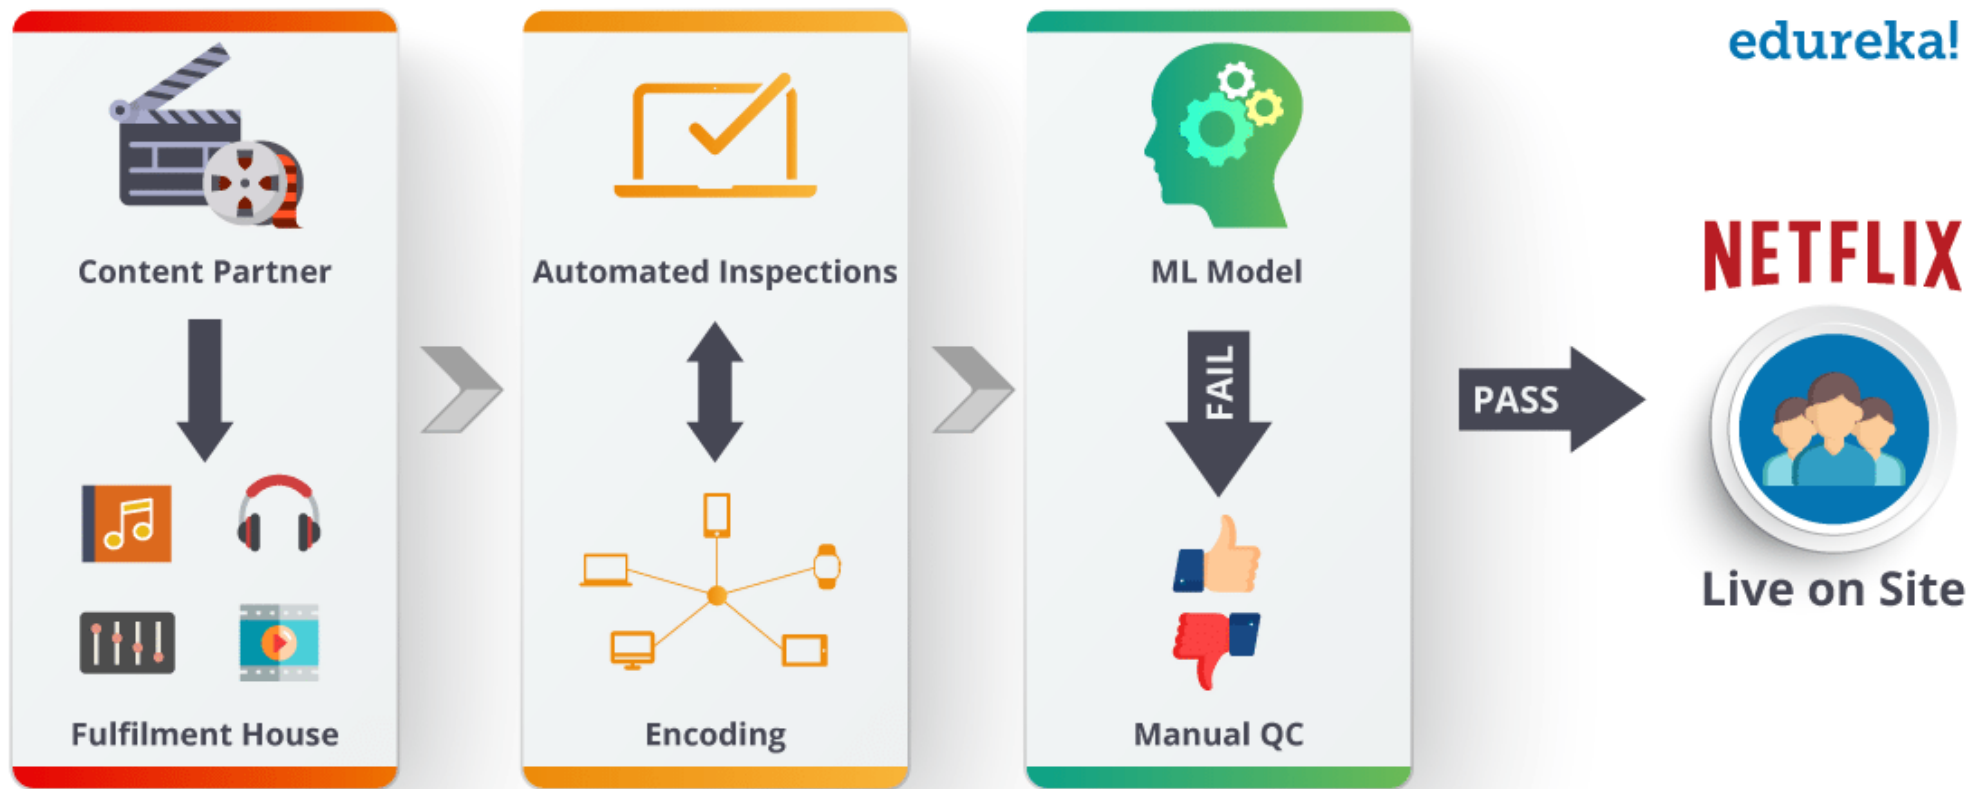 edureka!
Content Partner
Fulfilment House
Automated Inspections
Encoding
ML Model
FAIL
Manual QC
PASS
NETFLIX
Live on Site